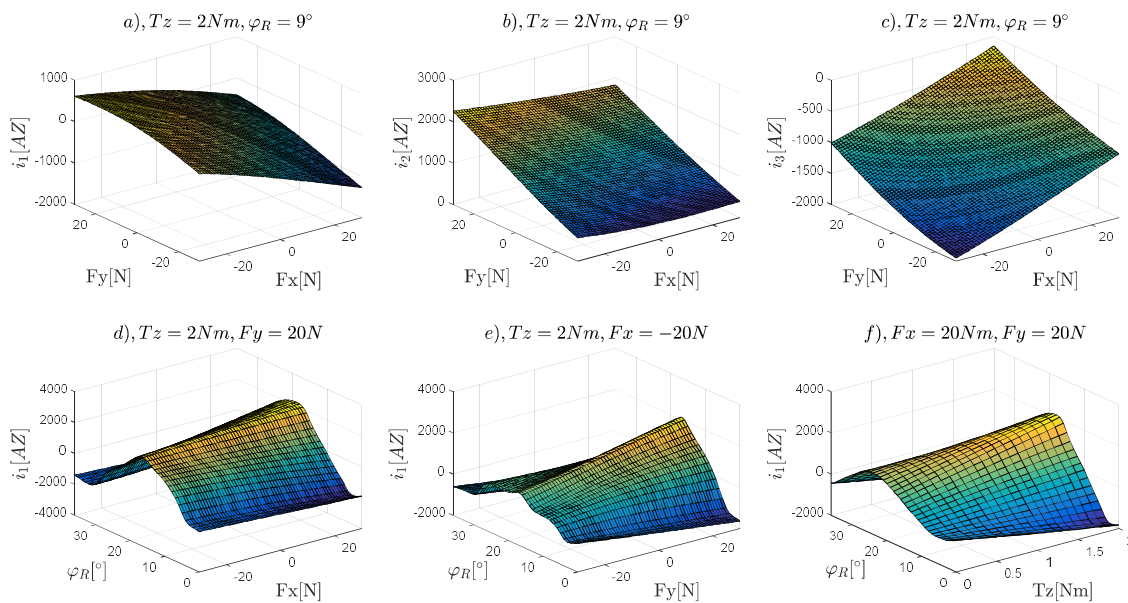 a), Tz = 2Nm, φ_R = 9°
b), Tz = 2Nm, φ_R = 9°
c), Tz = 2Nm, φ_R = 9°
1000
0
-1000
-2000
i_1[AZ]
20
0
-20
Fy[N]
-20
0
20
Fx[N]
3000
2000
1000
0
i_2[AZ]
20
0
-20
Fy[N]
-20
0
20
Fx[N]
0
-500
-1000
-1500
-2000
i_3[AZ]
20
0
-20
Fy[N]
-20
0
20
Fx[N]
d), Tz = 2Nm, Fy = 20N
e), Tz = 2Nm, Fx = −20N
f), Fx = 20Nm, Fy = 20N
4000
2000
0
-2000
-4000
i_1[AZ]
30
20
10
0
φ_R[°]
-20
0
20
Fx[N]
4000
2000
0
-2000
i_1[AZ]
30
20
10
0
φ_R[°]
-20
0
20
Fy[N]
4000
2000
0
-2000
i_1[AZ]
30
20
10
0
φ_R[°]
0
0.5
1
1.5
Tz[Nm]